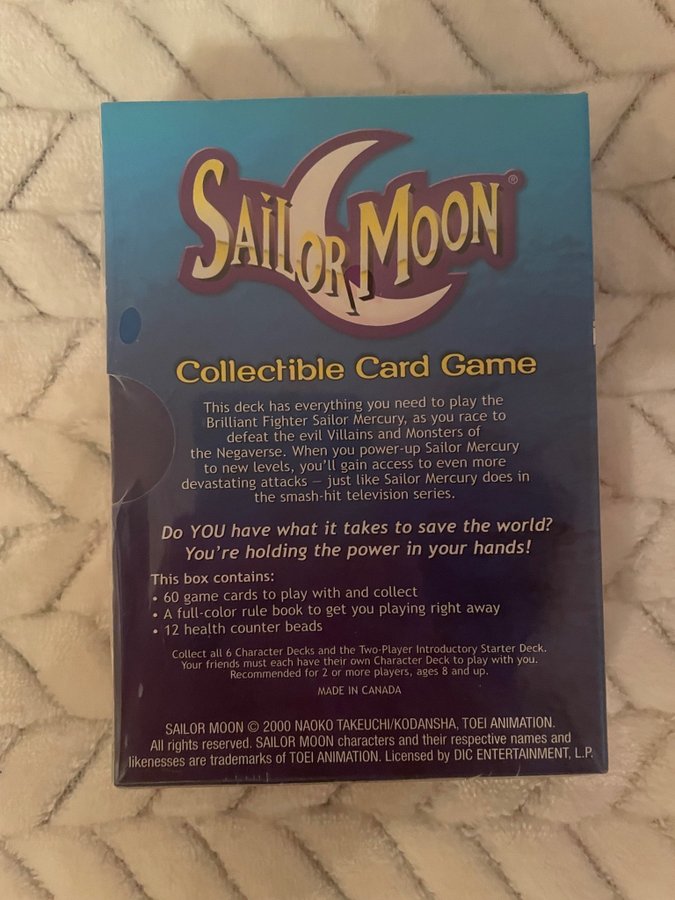 SAILOR MOON®
Collectible Card Game
This deck has everything you need to play the
Brilliant Fighter Sailor Mercury, as you race to
defeat the evil Villains and Monsters of
the Negaverse. When you power-up Sailor Mercury
to new levels, you'll gain access to even more
devastating attacks — just like Sailor Mercury does in
the smash-hit television series.
Do YOU have what it takes to save the world?
You're holding the power in your hands!
This box contains:
• 60 game cards to play with and collect
• A full-color rule book to get you playing right away
• 12 health counter beads
Collect all 6 Character Decks and the Two-Player Introductory Starter Deck.
Your friends must each have their own Character Deck to play with you.
Recommended for 2 or more players, ages 8 and up.
MADE IN CANADA
SAILOR MOON © 2000 NAOKO TAKEUCHI/KODANSHA, TOEI ANIMATION.
All rights reserved. SAILOR MOON characters and their respective names and
likenesses are trademarks of TOEI ANIMATION. Licensed by DIC ENTERTAINMENT, L.P.